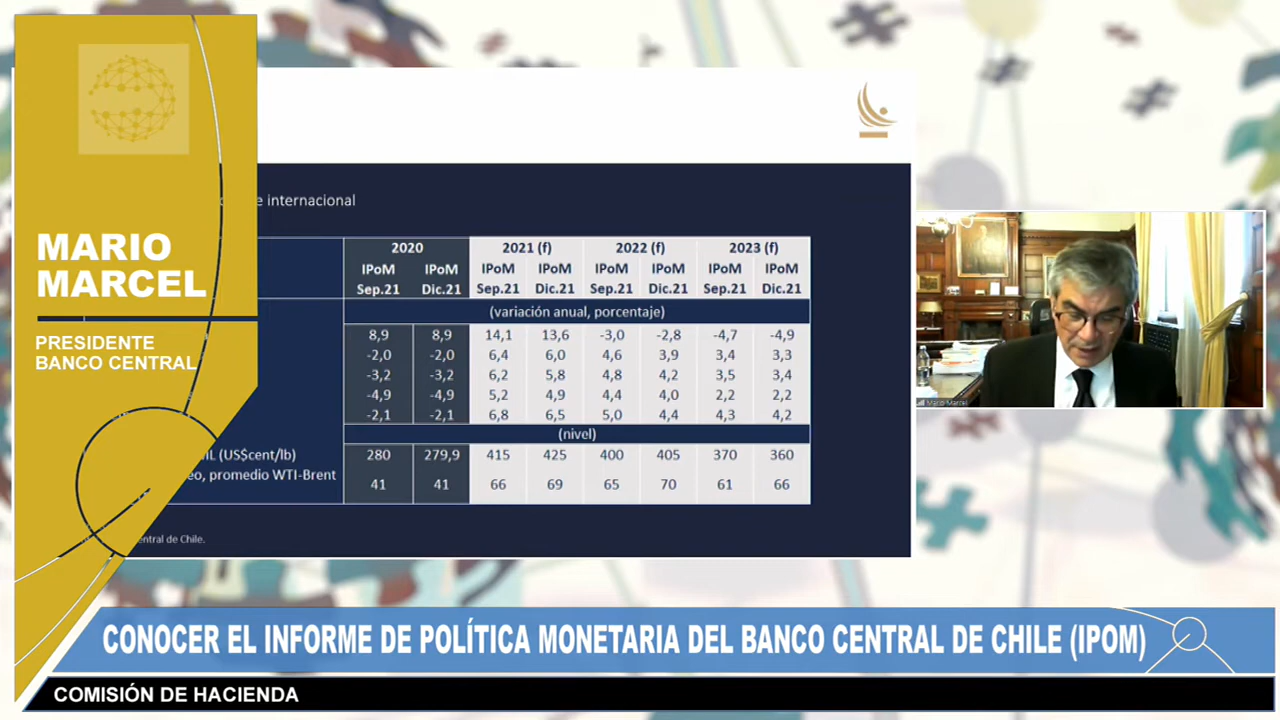 MARIO
MARCEL
PRESIDENTE
BANCO CENTRAL
e internacional
2020 2021 (f) 2022 (f) 2023 (f)
IPoM IPoM IPoM IPoM IPoM IPoM IPoM IPoM
Sep.21 Dic.21 Sep.21 Dic.21 Sep.21 Dic.21 Sep.21 Dic.21
(variación anual, porcentaje)
8,9 8,9 14,1 13,6 -3,0 -2,8 -4,7 -4,9
-2,0 -2,0 6,4 6,0 4,6 3,9 3,4 3,3
-3,2 -3,2 6,2 5,8 4,8 4,2 3,5 3,4
-4,9 -4,9 5,2 4,9 4,4 4,0 2,2 2,2
-2,1 -2,1 6,8 6,5 5,0 4,4 4,3 4,2
(nivel)
(US$cent/lb) 280 279,9 415 425 400 405 370 360
eo, promedio WTI-Brent
41 41 66 69 65 70 61 66
entral de Chile.
Mario Marcel
CONOCER EL INFORME DE POLÍTICA MONETARIA DEL BANCO CENTRAL DE CHILE (IPOM)
COMISIÓN DE HACIENDA